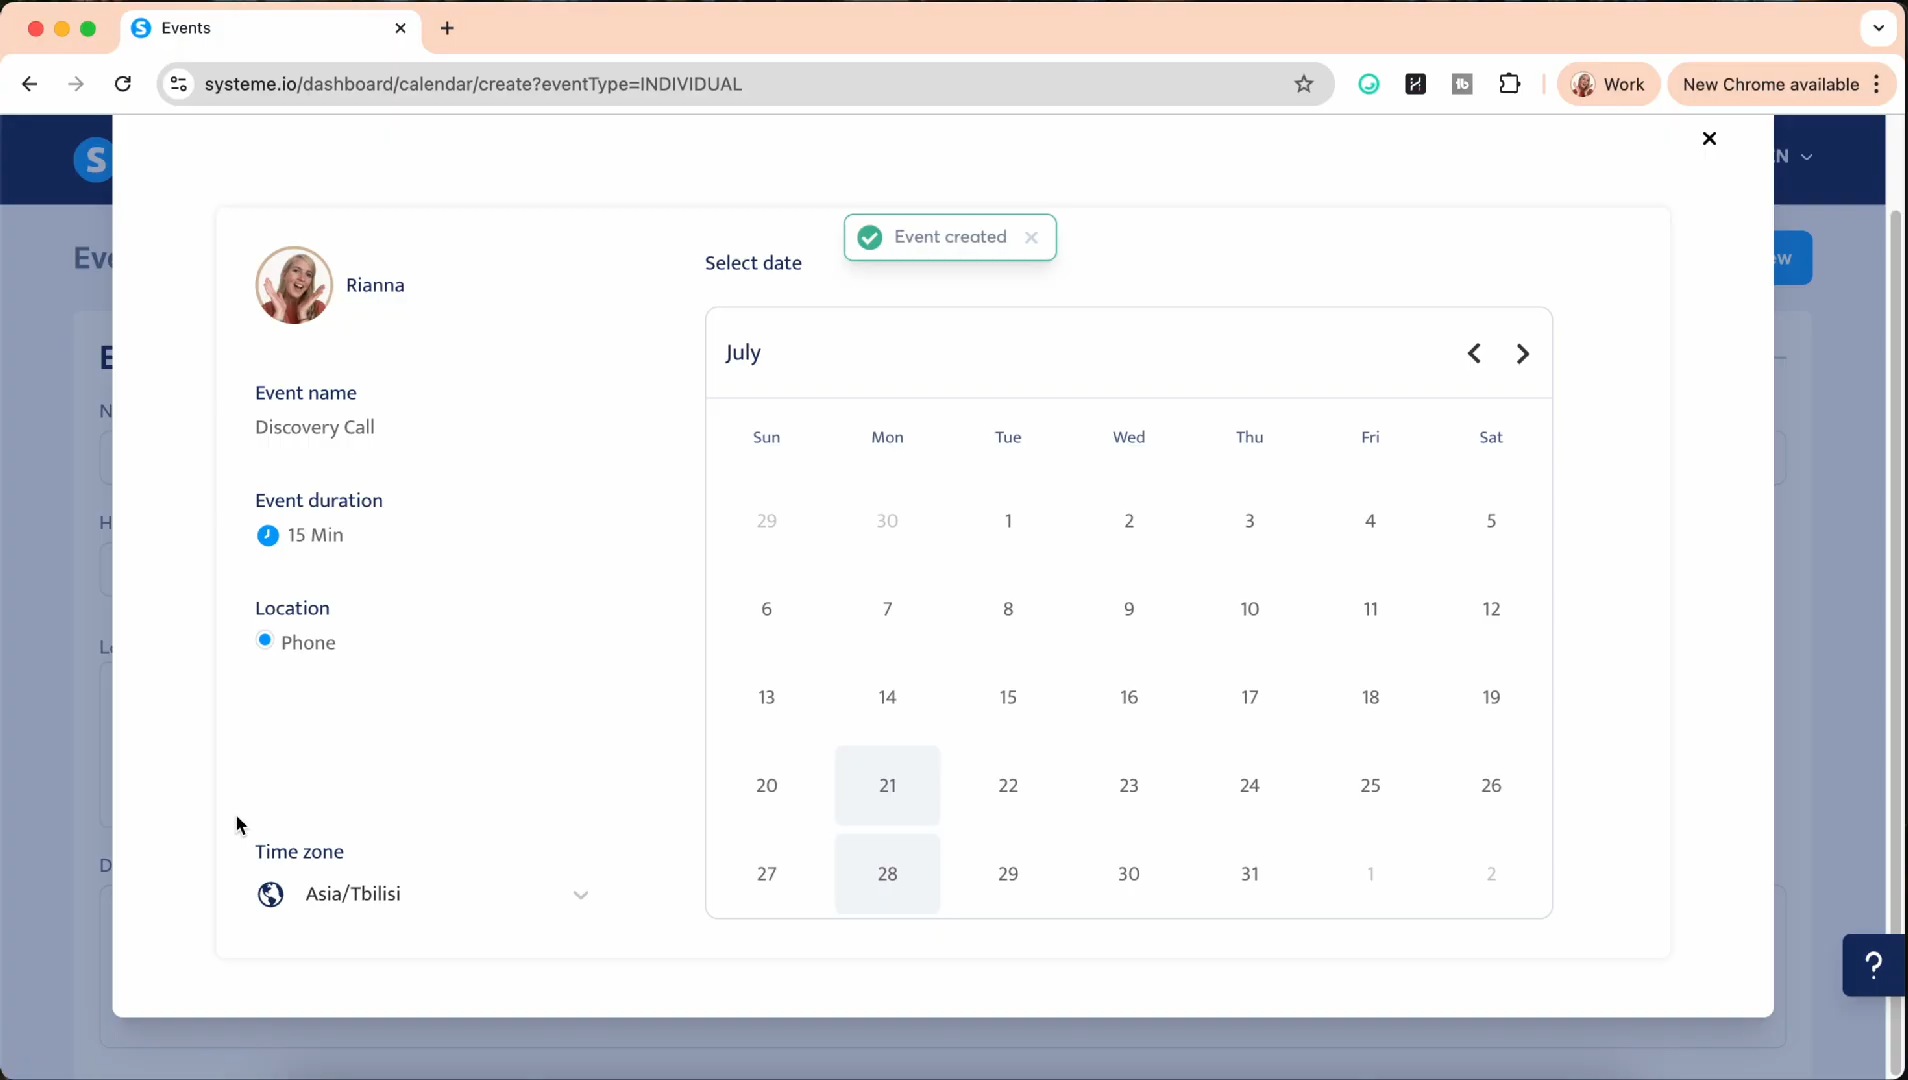 Events
systeme.io/dashboard/calendar/create?eventType=INDIVIDUAL
Work
New Chrome available
S
Event created
Rianna
Select date
July
Event name
Discovery Call
Sun Mon Tue Wed Thu Fri Sat
Event duration
29 30 1 2 3 4 5
15 Min
Location
6 7 8 9 10 11 12
Phone
13 14 15 16 17 18 19
20 21 22 23 24 25 26
Time zone
27 28 29 30 31 1 2
Asia/Tbilisi
?